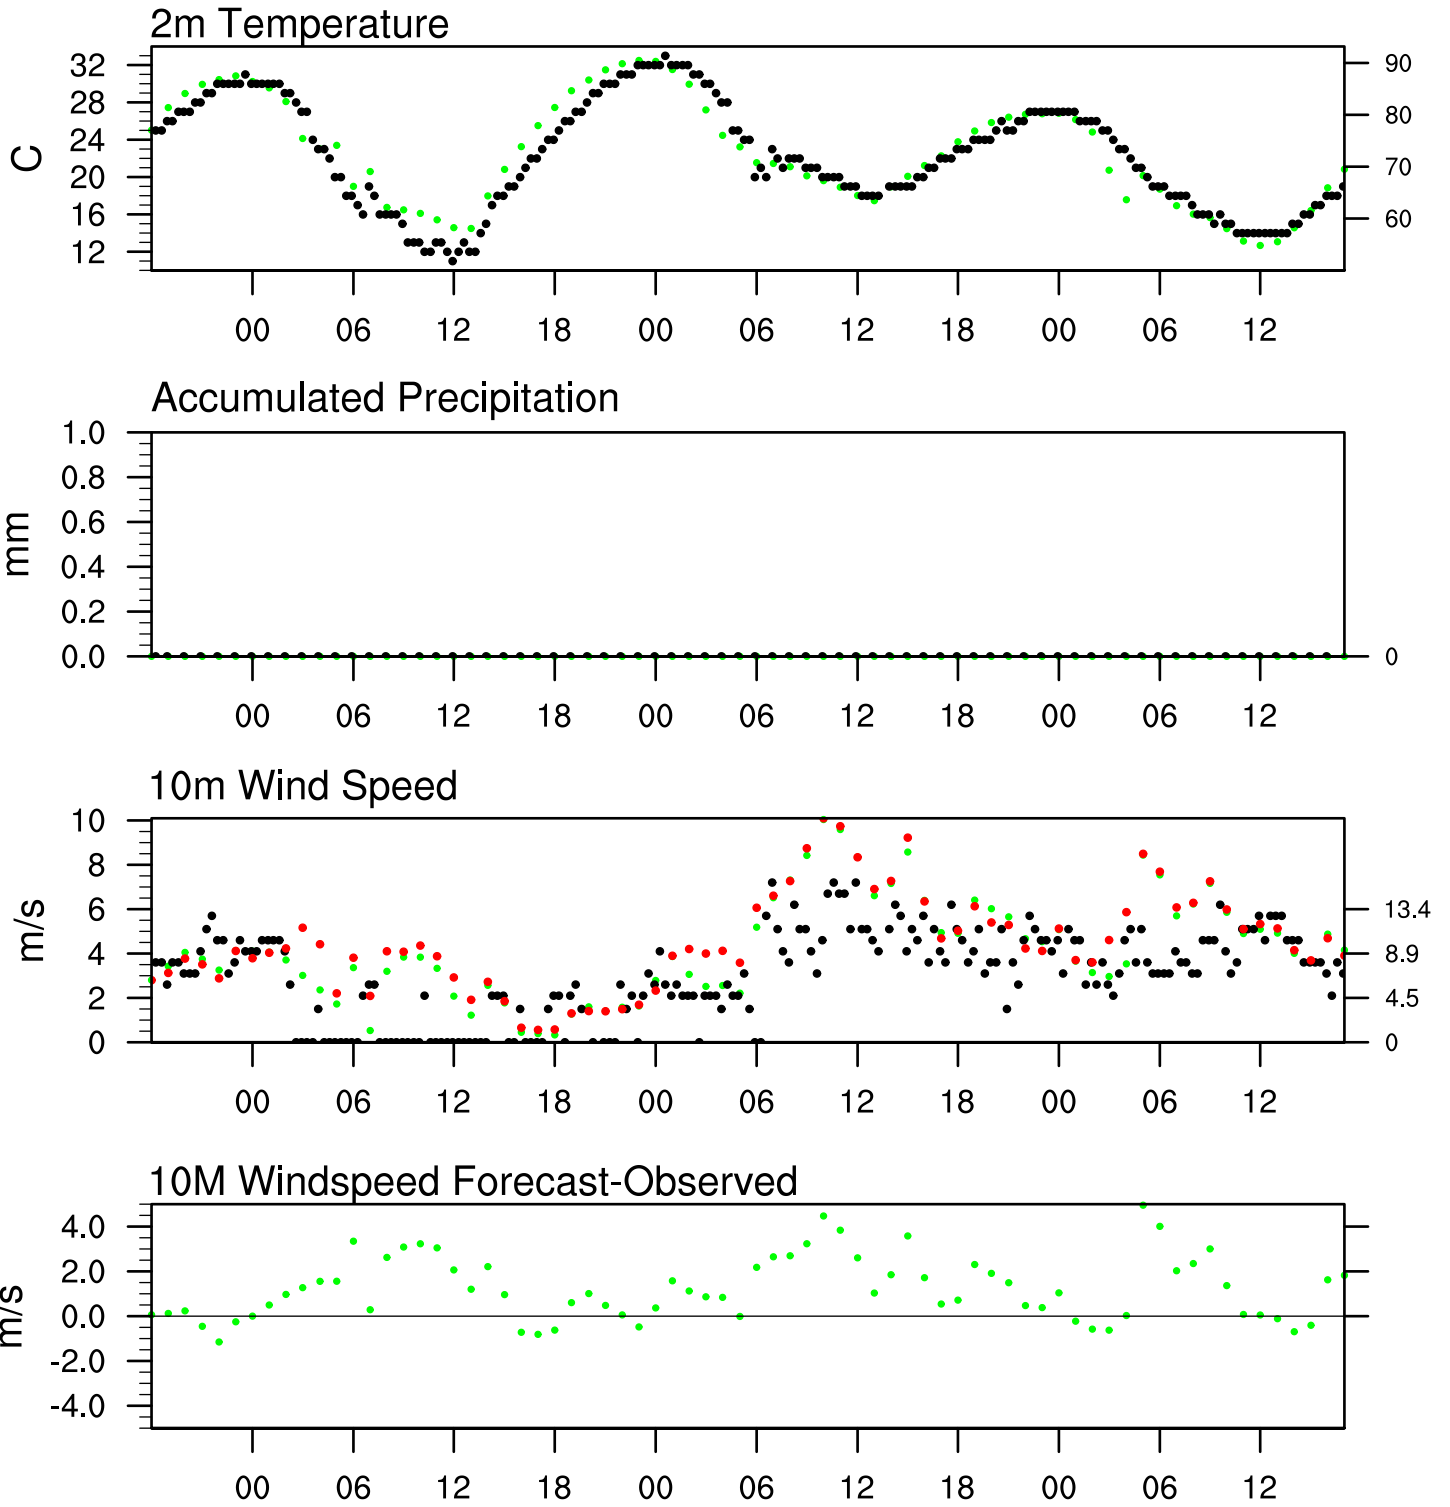 2m Temperature
32
28
24
20
16
12
C
90
80
70
60
00 06 12 18 00 06 12 18 00 06 12
Accumulated Precipitation
1.0
0.8
0.6
0.4
0.2
0.0
mm
0
00 06 12 18 00 06 12 18 00 06 12
10m Wind Speed
10
8
6
4
2
0
m/s
13.4
8.9
4.5
0
00 06 12 18 00 06 12 18 00 06 12
10M Windspeed Forecast-Observed
4.0
2.0
0.0
-2.0
-4.0
m/s
00 06 12 18 00 06 12 18 00 06 12